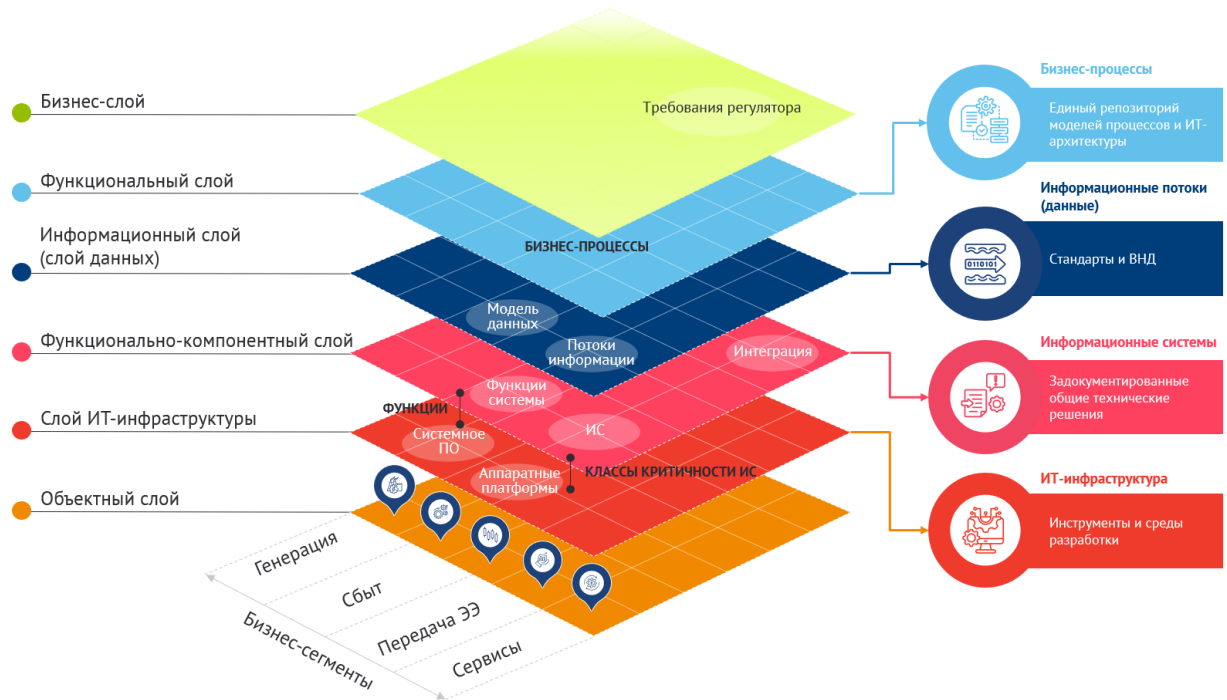 Бизнес-слой
Функциональный слой
Информационный слой
(слой данных)
Функционально-компонентный слой
Слой ИТ-инфраструктуры
Объектный слой
Требования регулятора
БИЗНЕС-ПРОЦЕССЫ
Модель
данных
Потоки
информации
Интеграция
Функции
системы
ФУНКЦИИ
ИС
Системное
ПО
КЛАССЫ КРИТИЧНОСТИ ИС
Аппаратные
платформы
Генерация
Сбыт
Передача ЭЭ
Сервисы
Бизнес-сегменты
Бизнес-процессы
Единый репозиторий
моделей процессов и ИТ-
архитектуры
Информационные потоки
(данные)
0110101
Стандарты и ВНД
Информационные системы
Задокументированные
общие технические
решения
ИТ-инфраструктура
Инструменты и среды
разработки